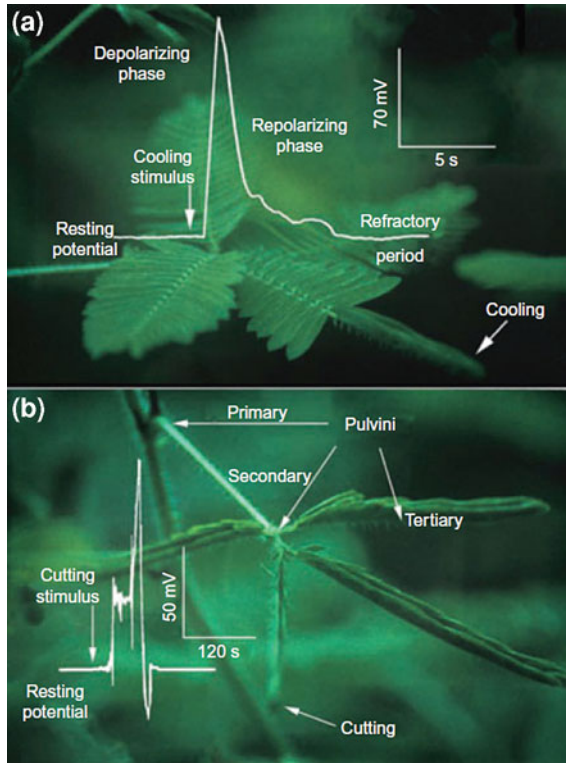 (a)
Depolarizing
phase
Repolarizing
phase
70 mV
5 s
Cooling
stimulus
Resting
potential
Refractory
period
Cooling
(b)
Primary
Pulvini
Secondary
Tertiary
Cutting
stimulus
50 mV
120 s
Resting
potential
Cutting